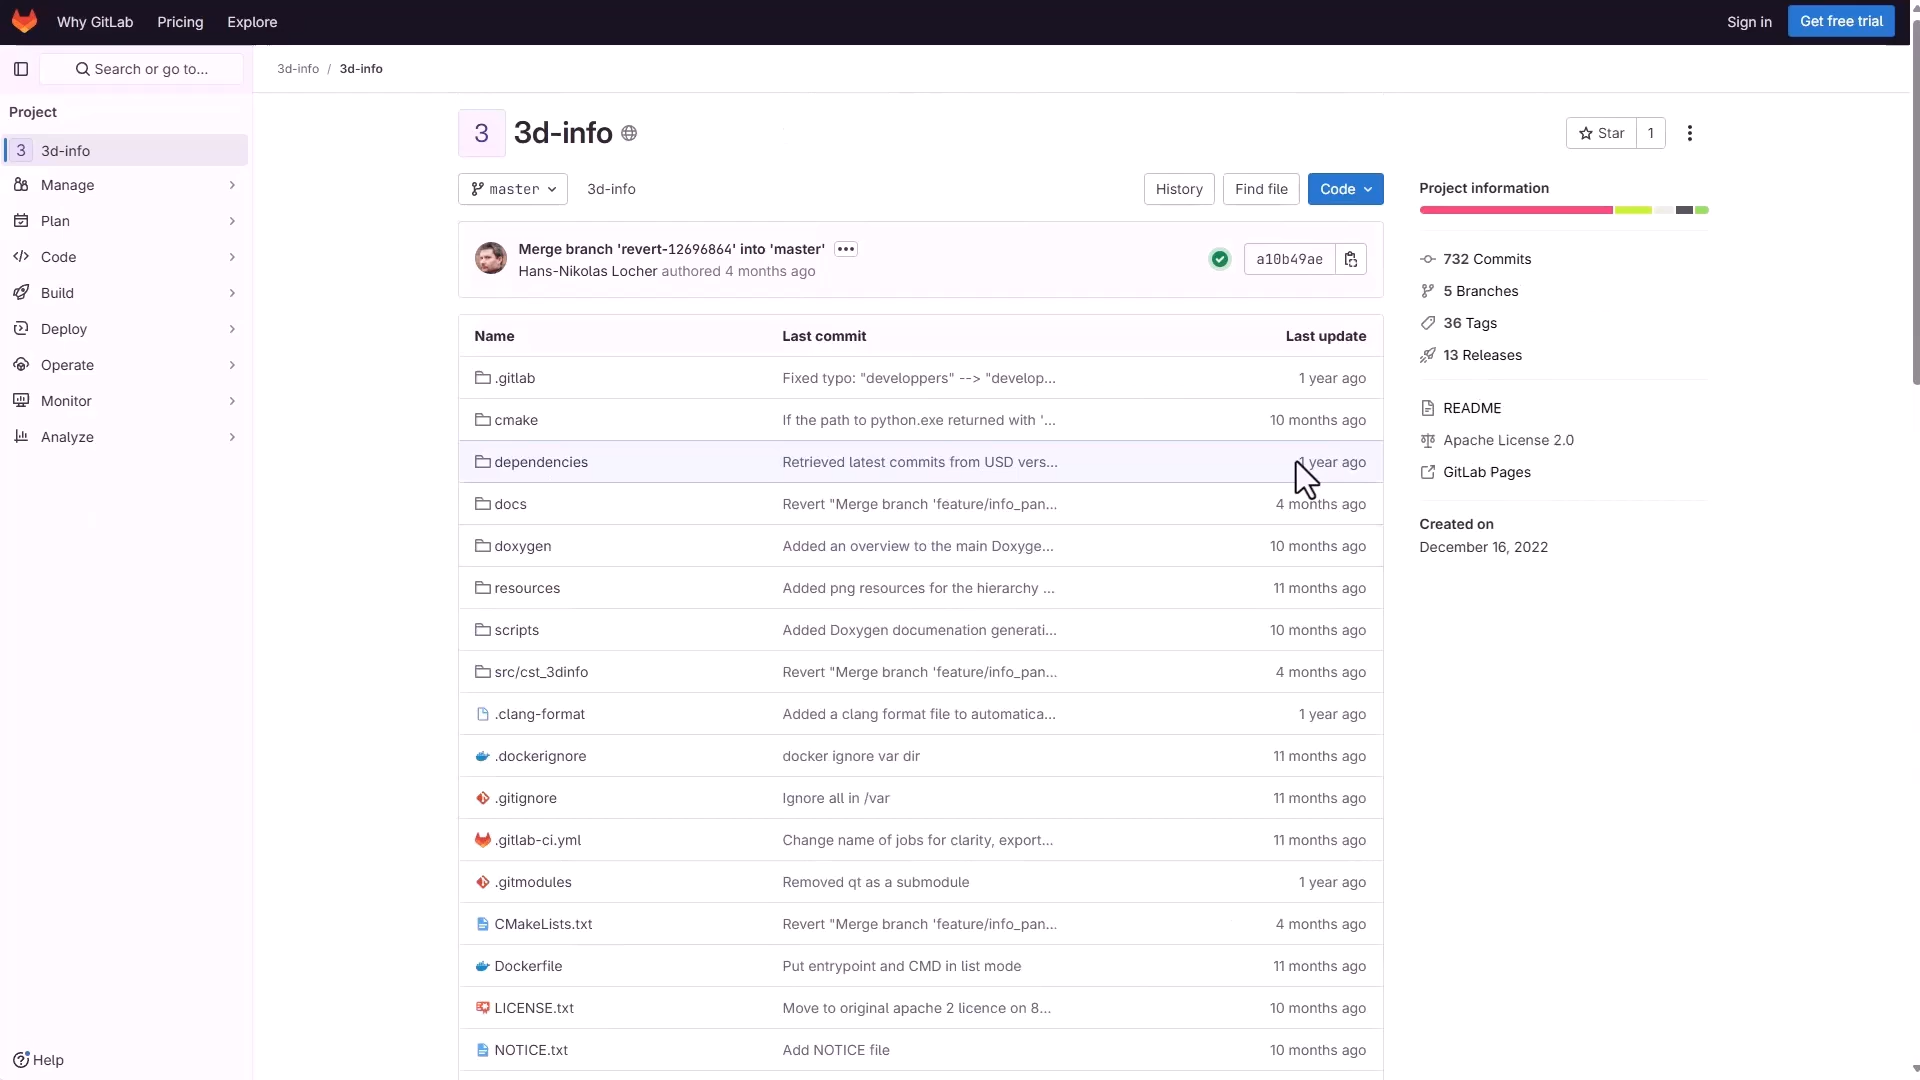 Why GitLab Pricing Explore Sign in Get free trial
Search or go to... 3d-info / 3d-info
Project
3 3d-info
Manage
Plan
Code
Build
Deploy
Operate
Monitor
Analyze
Help
3 3d-info Star 1
master 3d-info History Find file Code
Merge branch 'revert-12696864' into 'master'
Hans-Nikolas Locher authored 4 months ago a10b49ae
Name Last commit Last update
.gitlab Fixed typo: "developpers" --> "develop... 1 year ago
cmake If the path to python.exe returned with '... 10 months ago
dependencies Retrieved latest commits from USD vers... 1 year ago
docs Revert "Merge branch 'feature/info_pan... 4 months ago
doxygen Added an overview to the main Doxyge... 10 months ago
resources Added png resources for the hierarchy ... 11 months ago
scripts Added Doxygen documenation generati... 10 months ago
src/cst_3dinfo Revert "Merge branch 'feature/info_pan... 4 months ago
.clang-format Added a clang format file to automatica... 1 year ago
.dockerignore docker ignore var dir 11 months ago
.gitignore Ignore all in /var 11 months ago
.gitlab-ci.yml Change name of jobs for clarity, export... 11 months ago
.gitmodules Removed qt as a submodule 1 year ago
CMakeLists.txt Revert "Merge branch 'feature/info_pan... 4 months ago
Dockerfile Put entrypoint and CMD in list mode 11 months ago
LICENSE.txt Move to original apache 2 licence on 8... 10 months ago
NOTICE.txt Add NOTICE file 10 months ago
Project information
732 Commits
5 Branches
36 Tags
13 Releases
README
Apache License 2.0
GitLab Pages
Created on
December 16, 2022